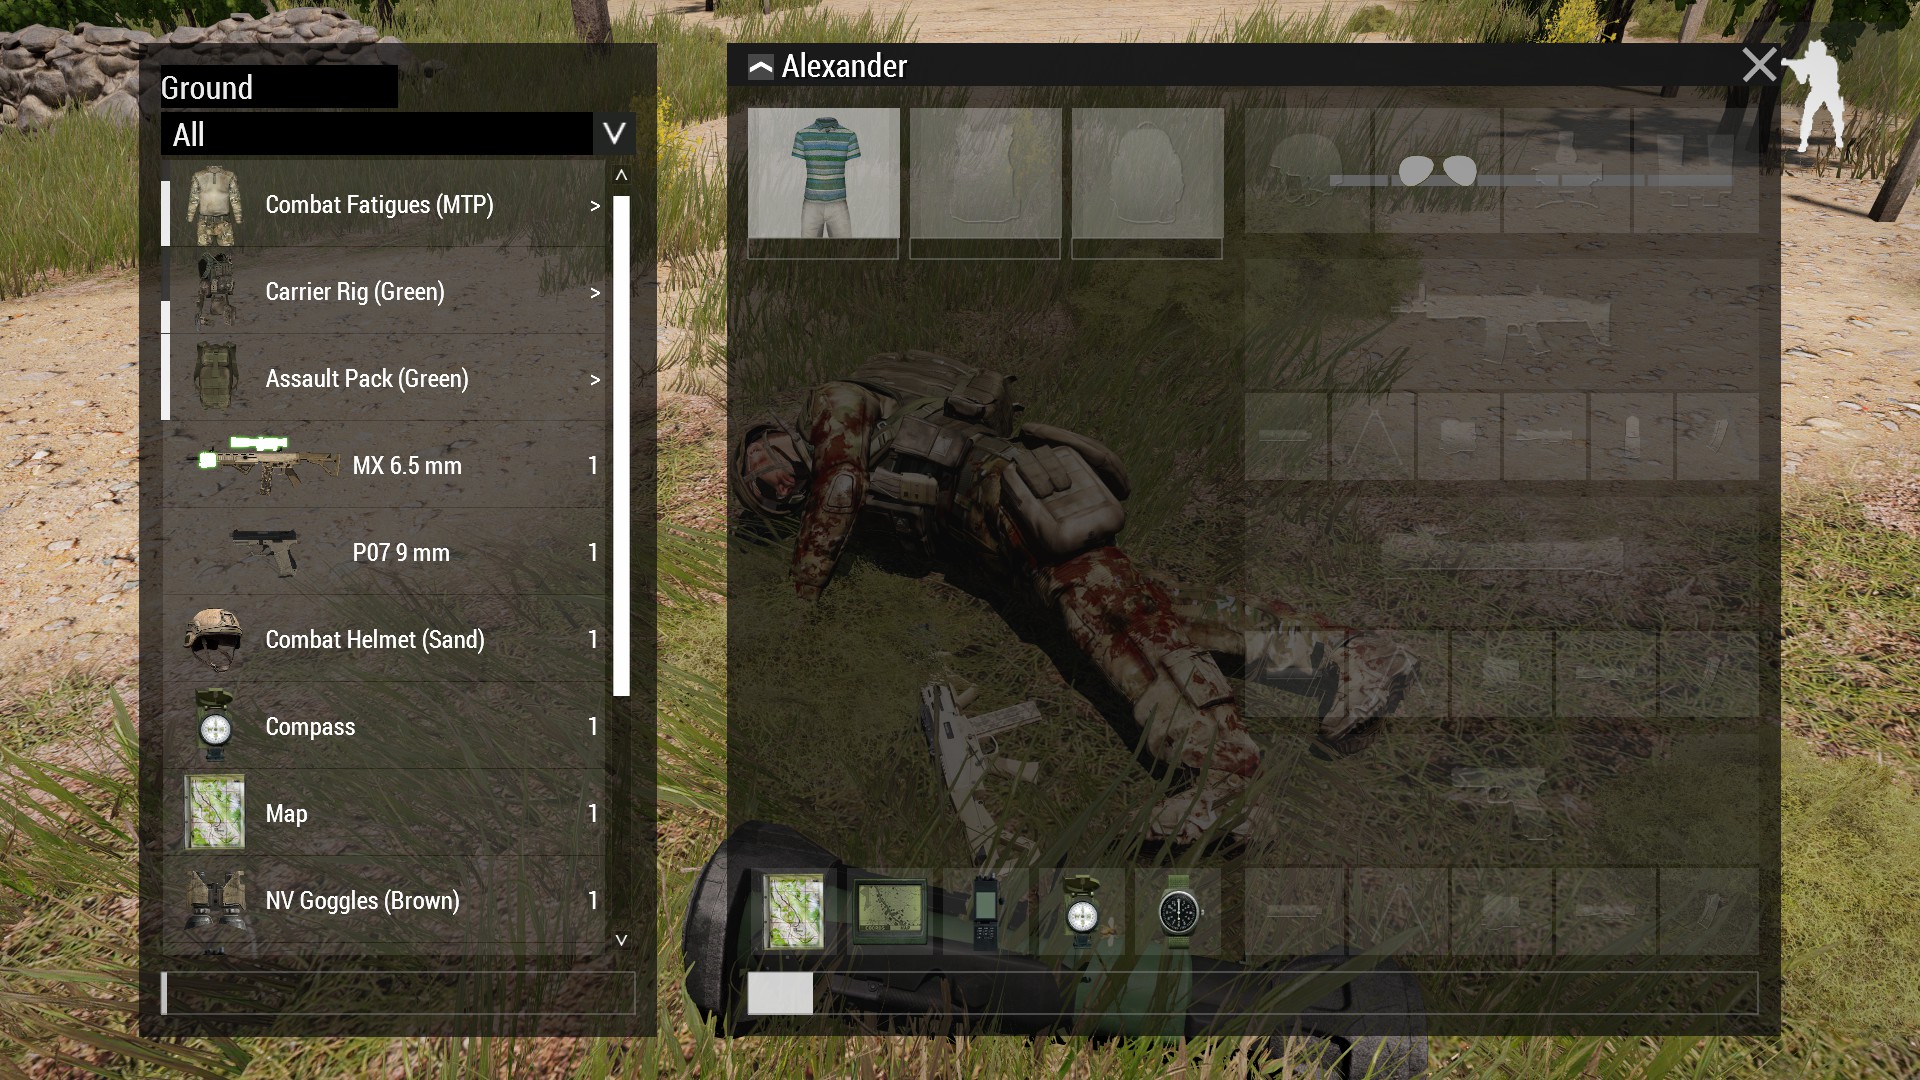 Ground
All
Combat Fatigues (MTP) >
Carrier Rig (Green) >
Assault Pack (Green) >
MX 6.5 mm 1
P07 9 mm 1
Combat Helmet (Sand) 1
Compass 1
Map 1
NV Goggles (Brown) 1
Alexander